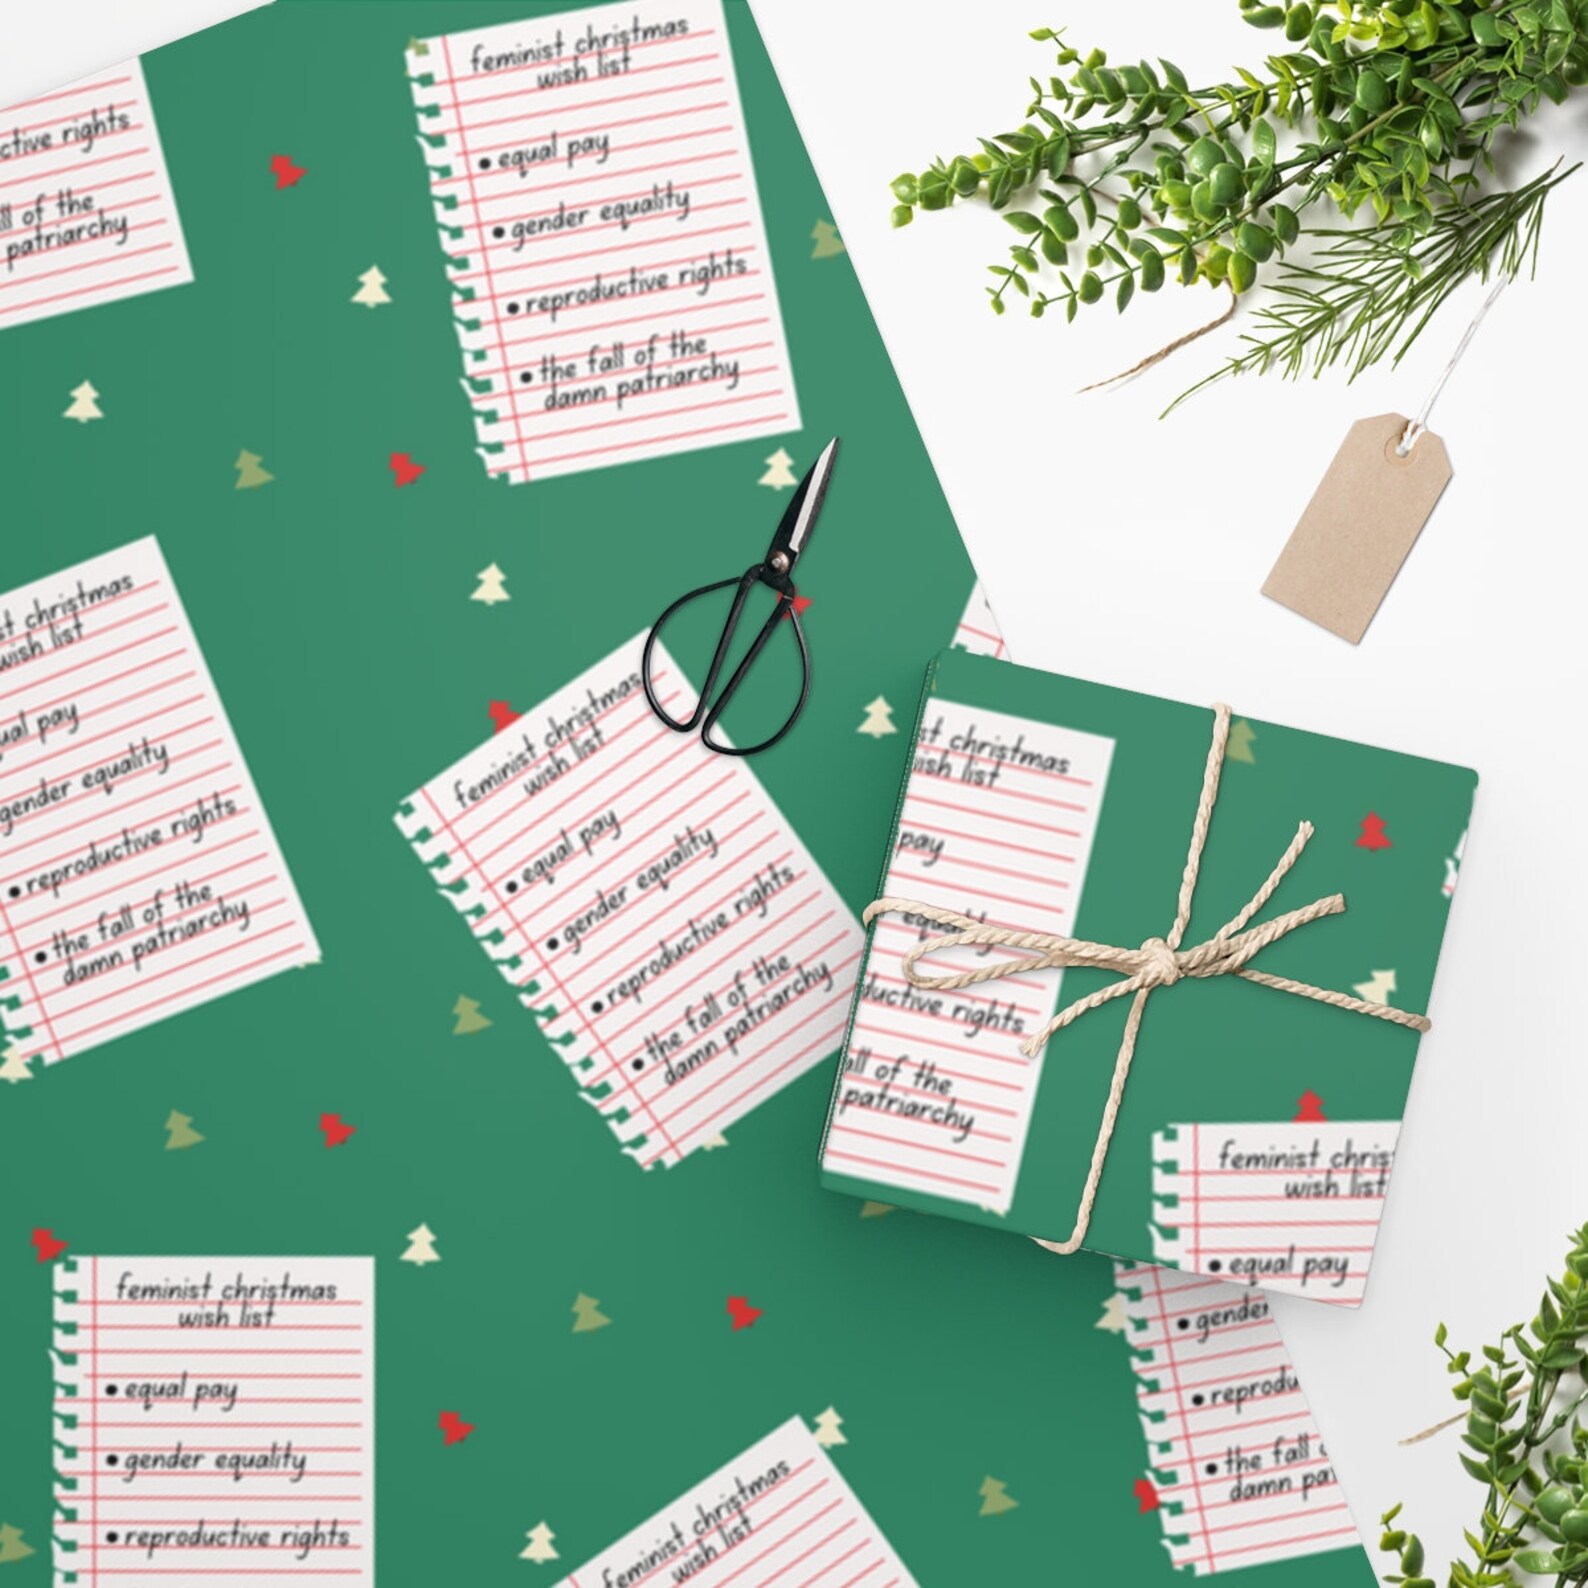 ctive rights
ll of the
patriarchy
feminist christmas
wish list
• equal pay
• gender equality
• reproductive rights
• the fall of the
damn patriarchy
st christmas
wish list
ual pay
gender equality
• reproductive rights
• the fall of the
damn patriarchy
feminist christmas
wish list
• equal pay
• gender equality
• reproductive rights
• the fall of the
damn patriarchy
st christmas
ish list
pay
equality
ductive rights
all of the
patriarchy
feminist chris
wish list
• equal pay
• gender
• reprodu
• the fall o
damn pat
feminist christmas
wish list
• equal pay
• gender equality
• reproductive rights
feminist christmas
wish list